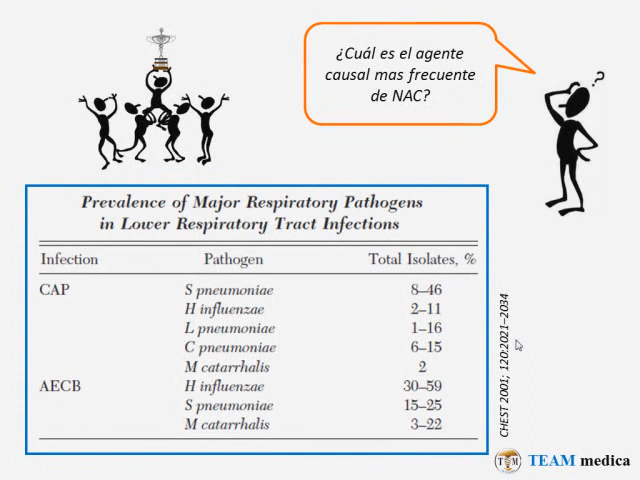 ¿Cuál es el agente
causal mas frecuente
de NAC?
?
Prevalence of Major Respiratory Pathogens
in Lower Respiratory Tract Infections
Infection Pathogen Total Isolates, %
CAP S pneumoniae 8–46
H influenzae 2–11
L pneumoniae 1–16
C pneumoniae 6–15
M catarrhalis 2
AECB H influenzae 30–59
S pneumoniae 15–25
M catarrhalis 3–22
CHEST 2001; 120:2021–2034
TM TEAM medica